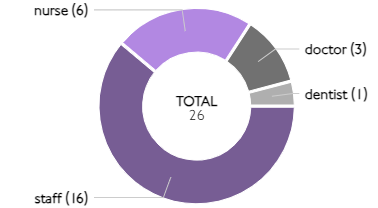 nurse (6)
doctor (3)
dentist (1)
TOTAL
26
staff (16)